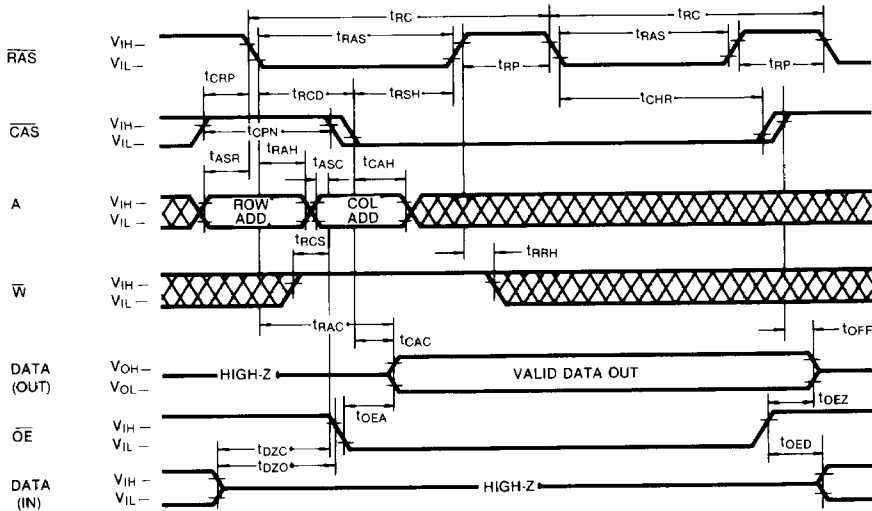 tRC tRC
tRAS tRAS
RAS VIH VIL
tRP tRP
tCRP tRCD tRSH tCHR
CAS VIH VIL
tCPN
tASR tRAH tASC tCAH
A VIH VIL
ROW ADD COL ADD
tRCS tRRH
W VIH VIL
tRAC tCAC tOFF
DATA (OUT) VOH VOL
HIGH-Z VALID DATA OUT
tOEA tOEZ
OE VIH VIL
tDZC tOED
tDZO
DATA (IN) VIH VIL
HIGH-Z